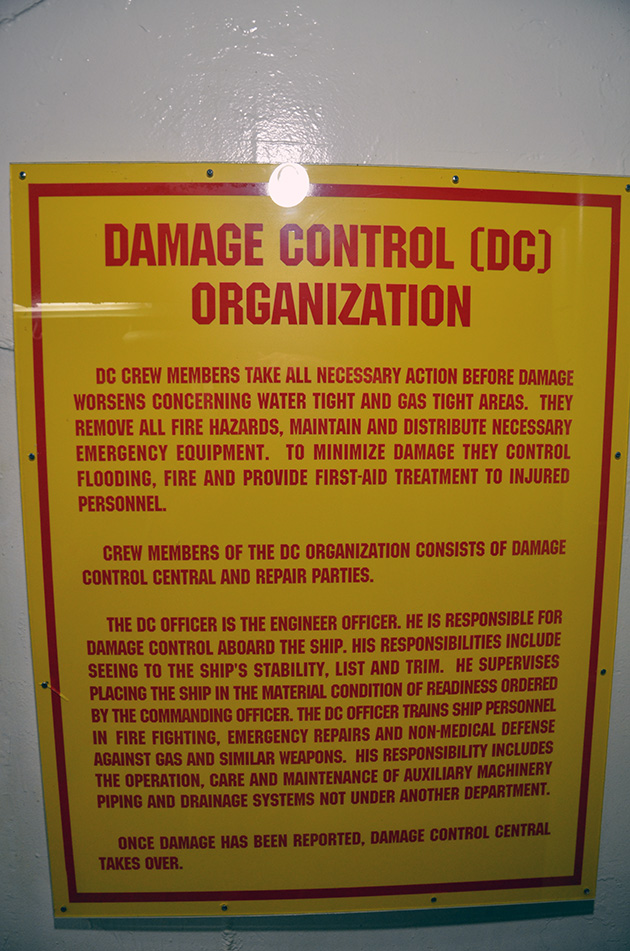 DAMAGE CONTROL (DC)
ORGANIZATION
DC CREW MEMBERS TAKE ALL NECESSARY ACTION BEFORE DAMAGE
WORSENS CONCERNING WATER TIGHT AND GAS TIGHT AREAS. THEY
REMOVE ALL FIRE HAZARDS, MAINTAIN AND DISTRIBUTE NECESSARY
EMERGENCY EQUIPMENT. TO MINIMIZE DAMAGE THEY CONTROL
FLOODING, FIRE AND PROVIDE FIRST-AID TREATMENT TO INJURED
PERSONNEL.
CREW MEMBERS OF THE DC ORGANIZATION CONSISTS OF DAMAGE
CONTROL CENTRAL AND REPAIR PARTIES.
THE DC OFFICER IS THE ENGINEER OFFICER. HE IS RESPONSIBLE FOR
DAMAGE CONTROL ABOARD THE SHIP. HIS RESPONSIBILITIES INCLUDE
SEEING TO THE SHIP'S STABILITY, LIST AND TRIM. HE SUPERVISES
PLACING THE SHIP IN THE MATERIAL CONDITION OF READINESS ORDERED
BY THE COMMANDING OFFICER. THE DC OFFICER TRAINS SHIP PERSONNEL
IN FIRE FIGHTING, EMERGENCY REPAIRS AND NON-MEDICAL DEFENSE
AGAINST GAS AND SIMILAR WEAPONS. HIS RESPONSIBILITY INCLUDES
THE OPERATION, CARE AND MAINTENANCE OF AUXILIARY MACHINERY
PIPING AND DRAINAGE SYSTEMS NOT UNDER ANOTHER DEPARTMENT.
ONCE DAMAGE HAS BEEN REPORTED, DAMAGE CONTROL CENTRAL
TAKES OVER.